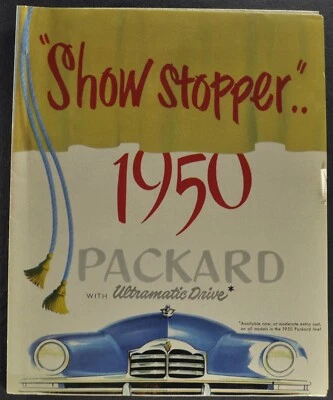 "Show Stopper"..
1950
PACKARD
WITH Ultramatic Drive*
*Available now, at moderate extra cost,
on all models in the 1950 Packard line!